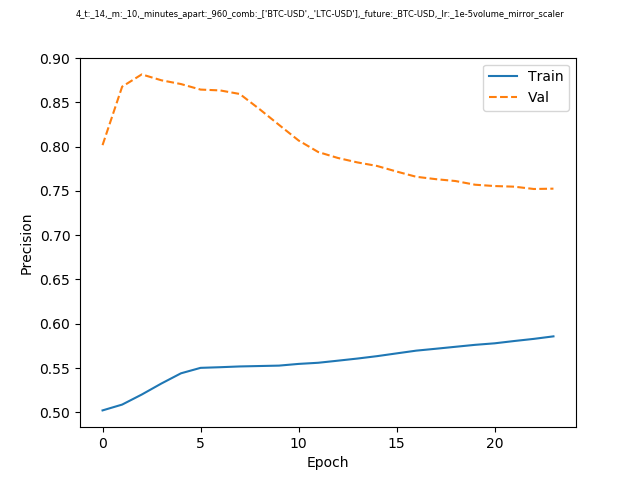 4_t:_14,_m:_10,_minutes_apart:_960_comb:_['BTC-USD',_'LTC-USD'],_future:_BTC-USD,_lr:_1e-5volume_mirror_scaler
0.90
0.85
0.80
0.75
0.70
0.65
0.60
0.55
0.50
Precision
Train
Val
0 5 10 15 20
Epoch